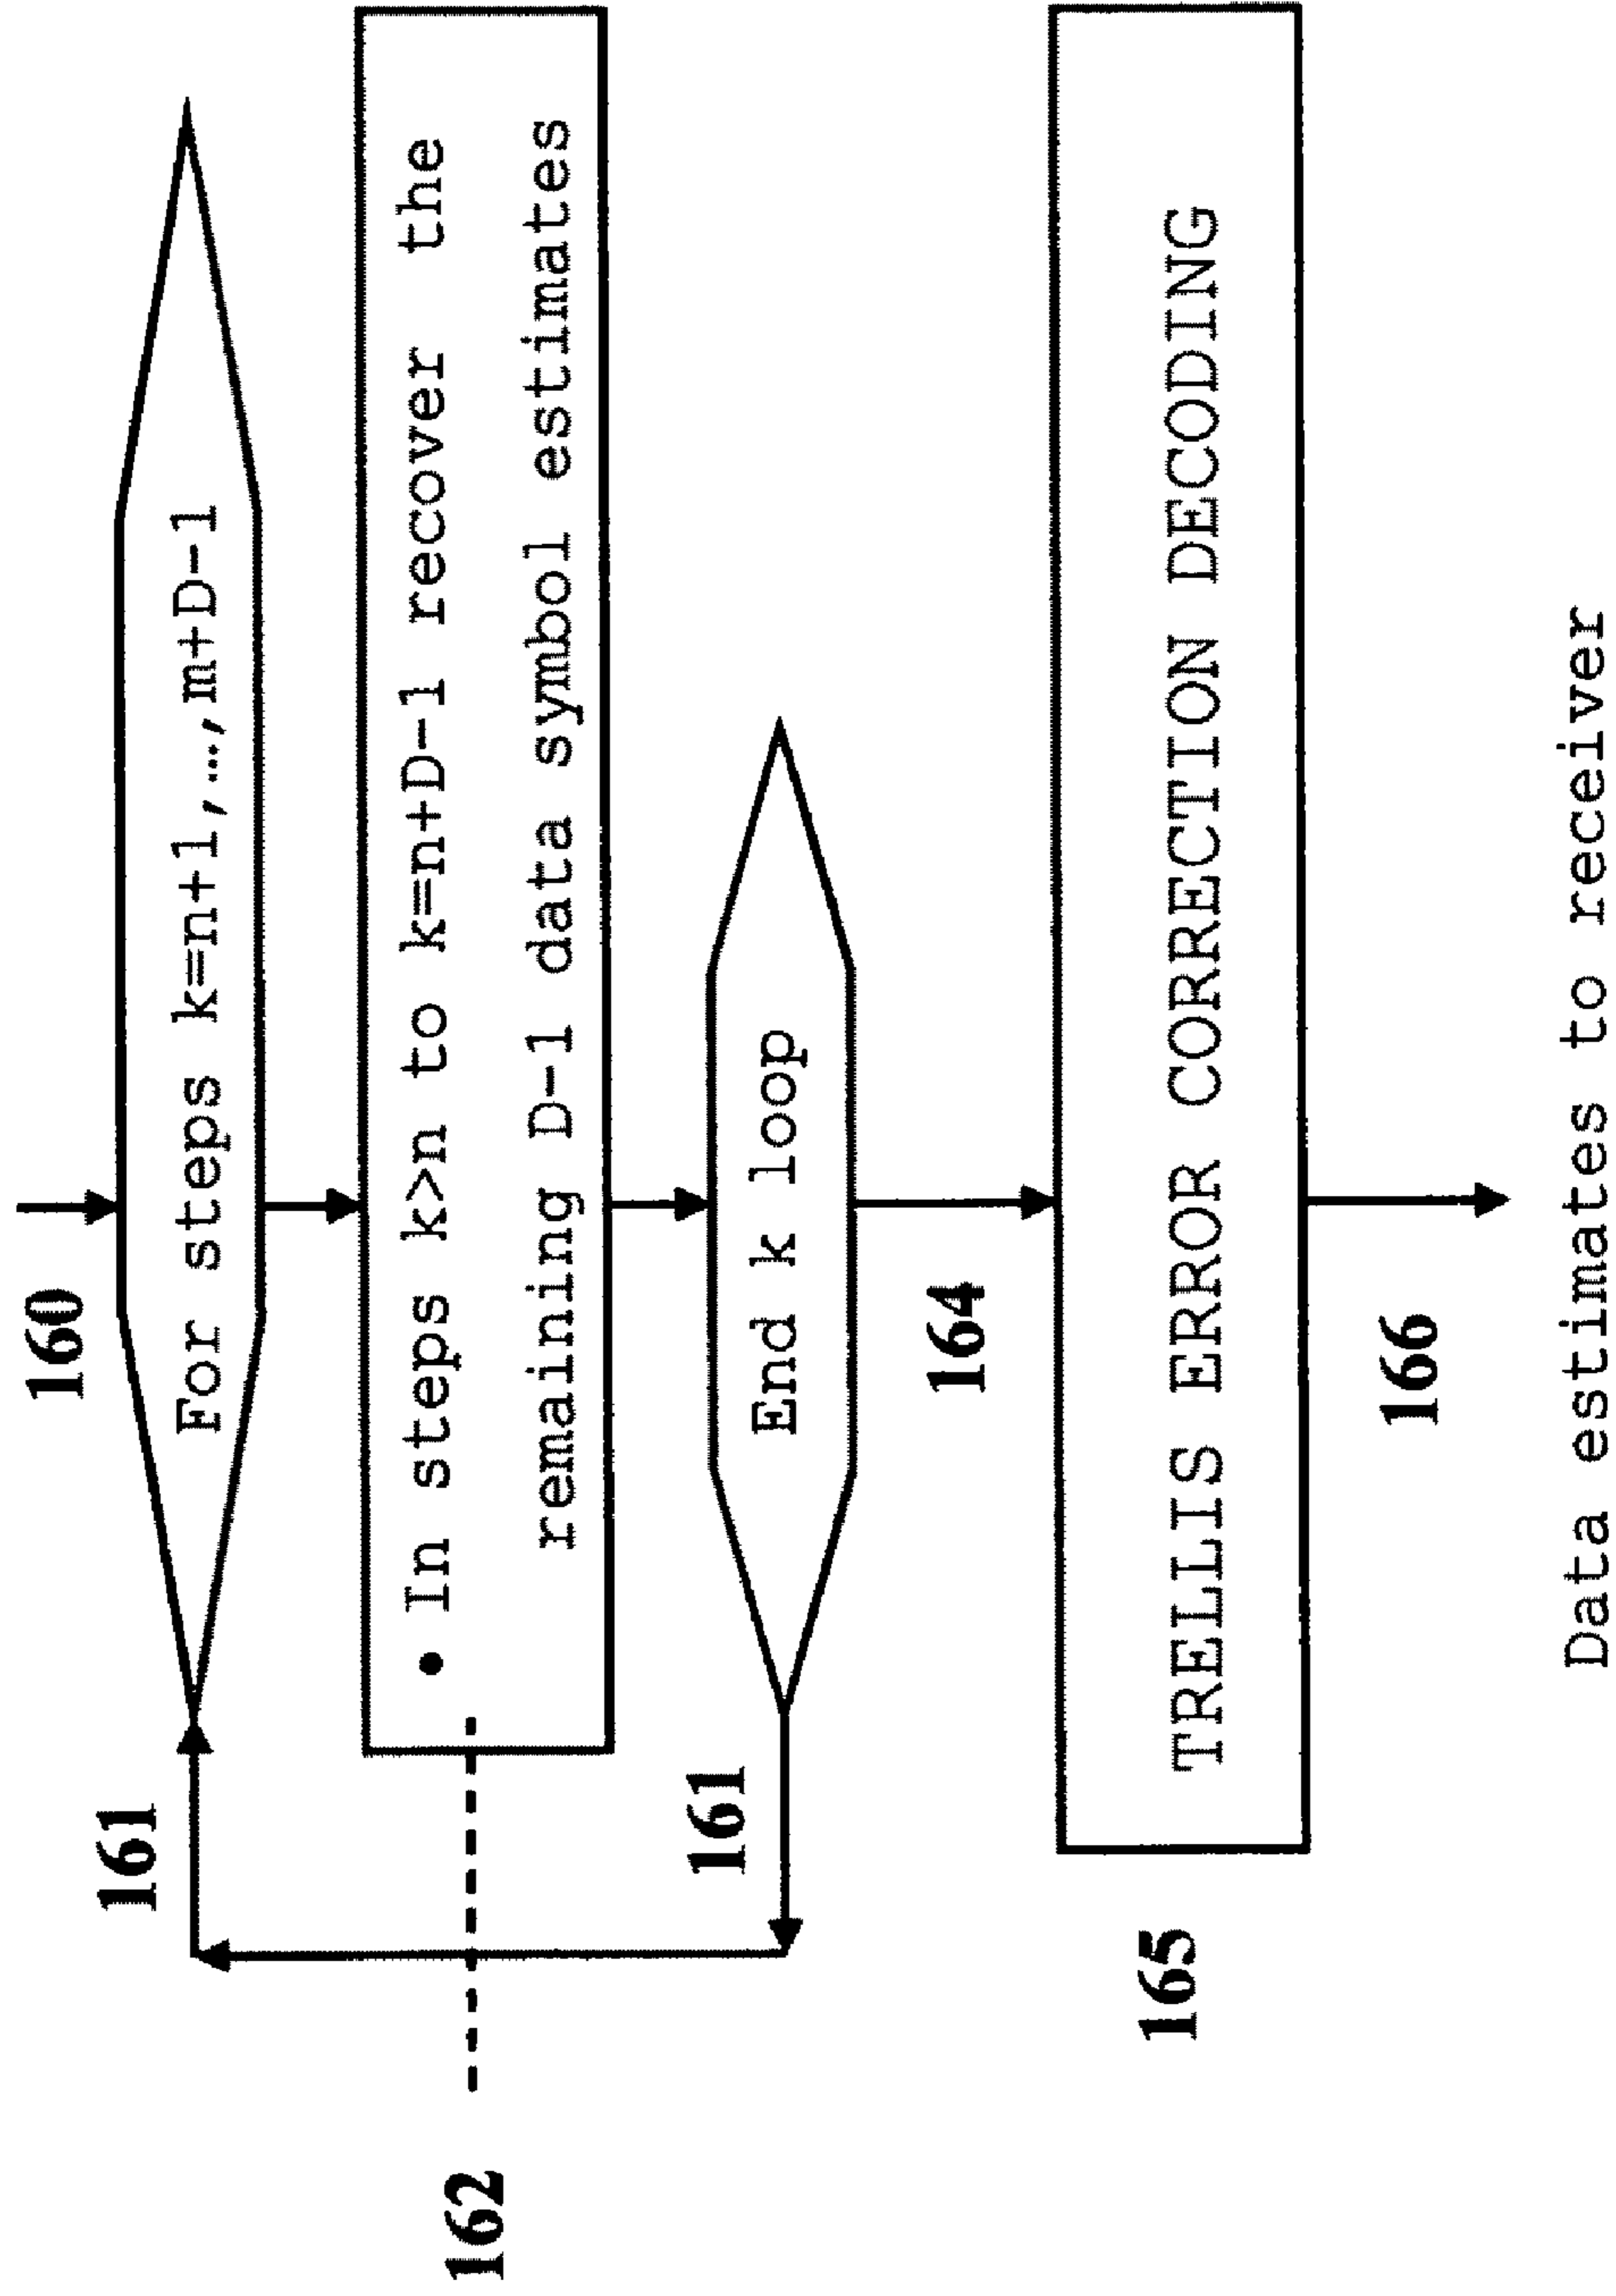 160
161
For steps k=n+1,…,m+D-1
• In steps k>n to k=n+D-1 recover the
remaining D-1 data symbol estimates
162
161
End k loop
164
165
TRELLIS ERROR CORRECTION DECODING
166
Data estimates to receiver